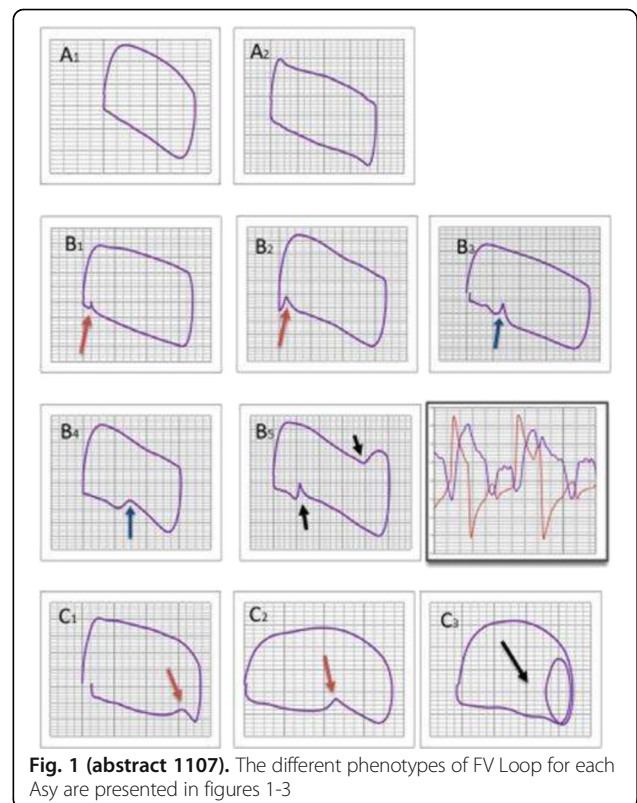 A1
A2
B1
B2
B3
B4
B5
C1
C2
C3
Fig. 1 (abstract 1107). The different phenotypes of FV Loop for each
Asy are presented in figures 1-3